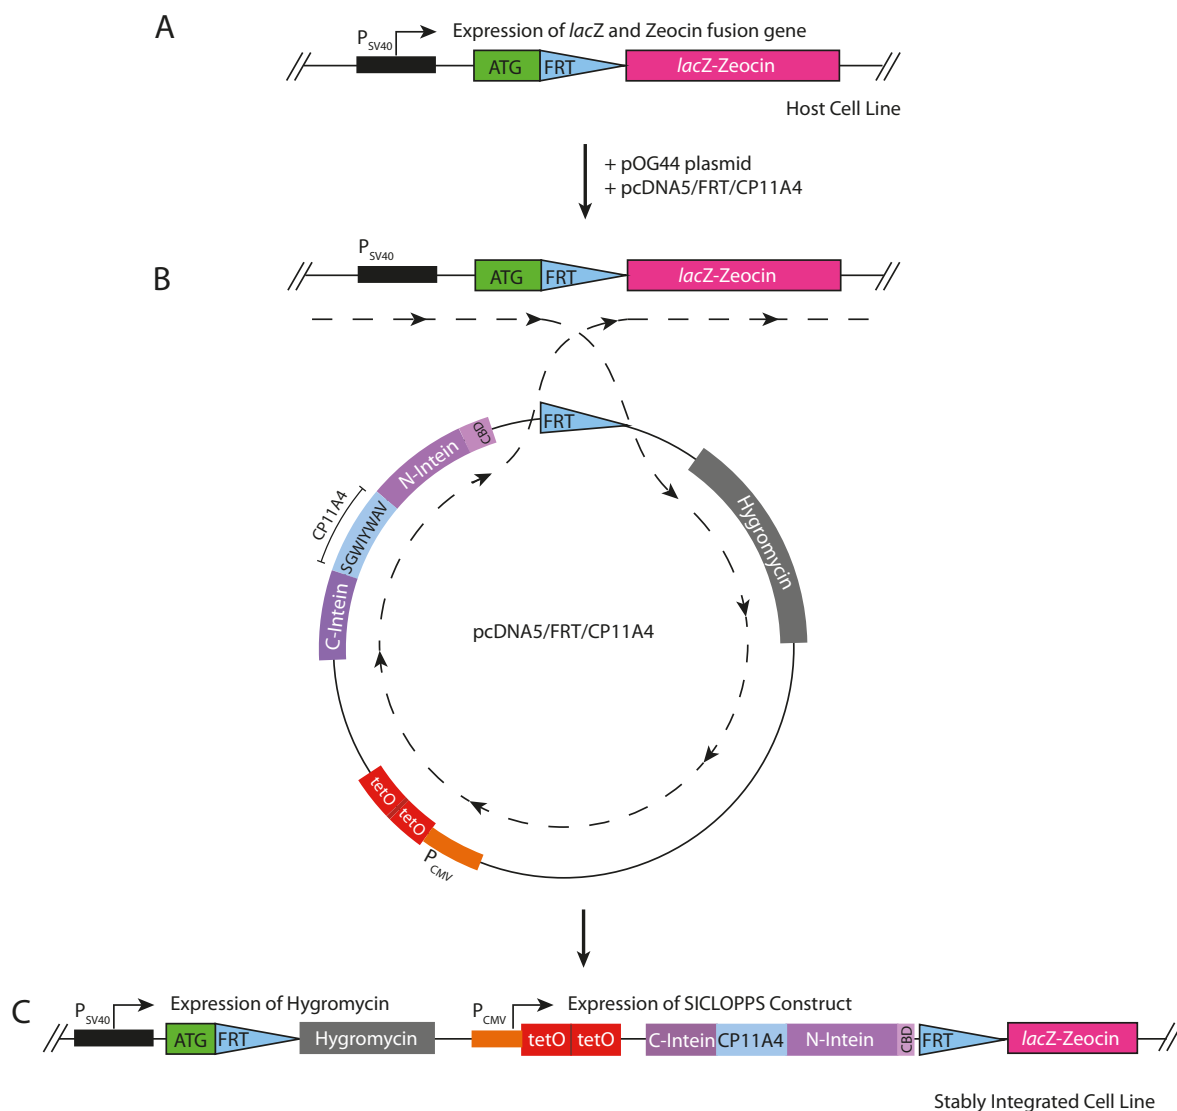 A
P SV40
Expression of lacZ and Zeocin fusion gene
ATG
FRT
lacZ-Zeocin
Host Cell Line
+ pOG44 plasmid
+ pcDNA5/FRT/CP11A4
B
P SV40
ATG
FRT
lacZ-Zeocin
FRT
CBD
N-Intein
CP11A4
SGWIYWAV
C-Intein
Hygromycin
pcDNA5/FRT/CP11A4
tetO
tetO
P CMV
C
P SV40
Expression of Hygromycin
P CMV
Expression of SICLOPPS Construct
ATG
FRT
Hygromycin
tetO
tetO
C-Intein
CP11A4
N-Intein
CBD
FRT
lacZ-Zeocin
Stably Integrated Cell Line